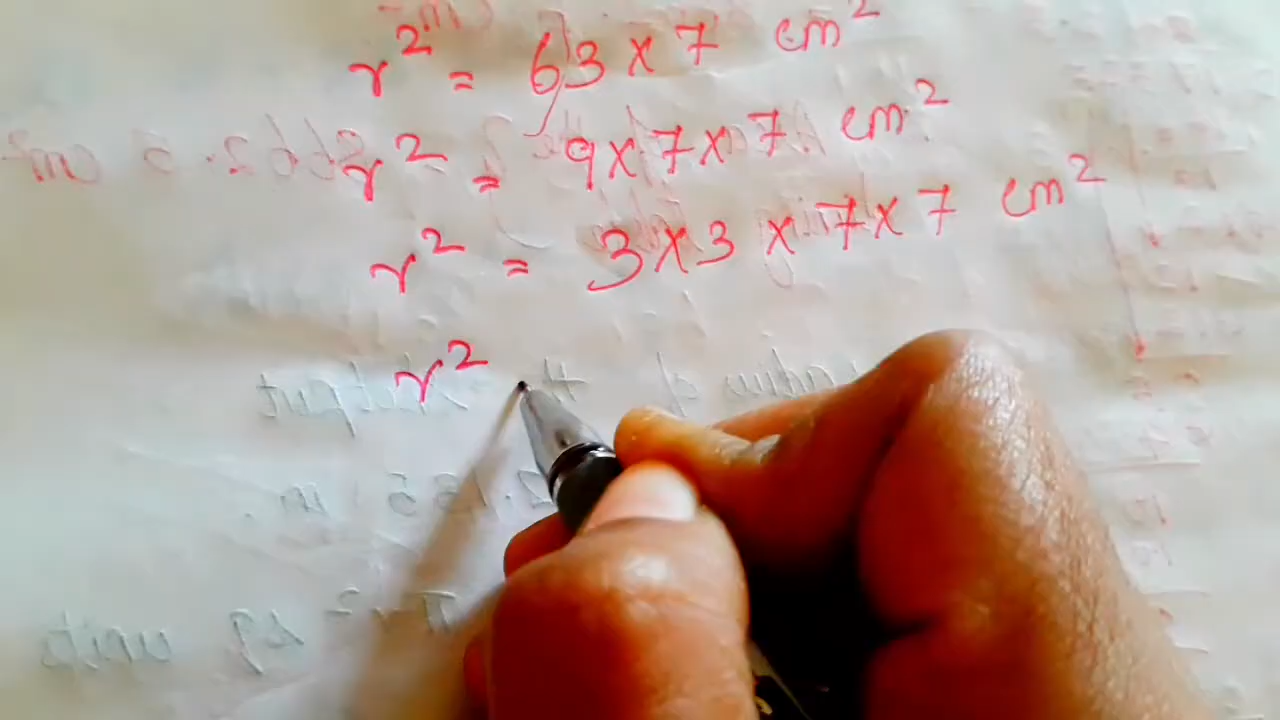 r² = 63 x 7 cm²
r² = 9 x 7 x 7 cm²
r² = 3 x 3 x 7 x 7 cm²
r²